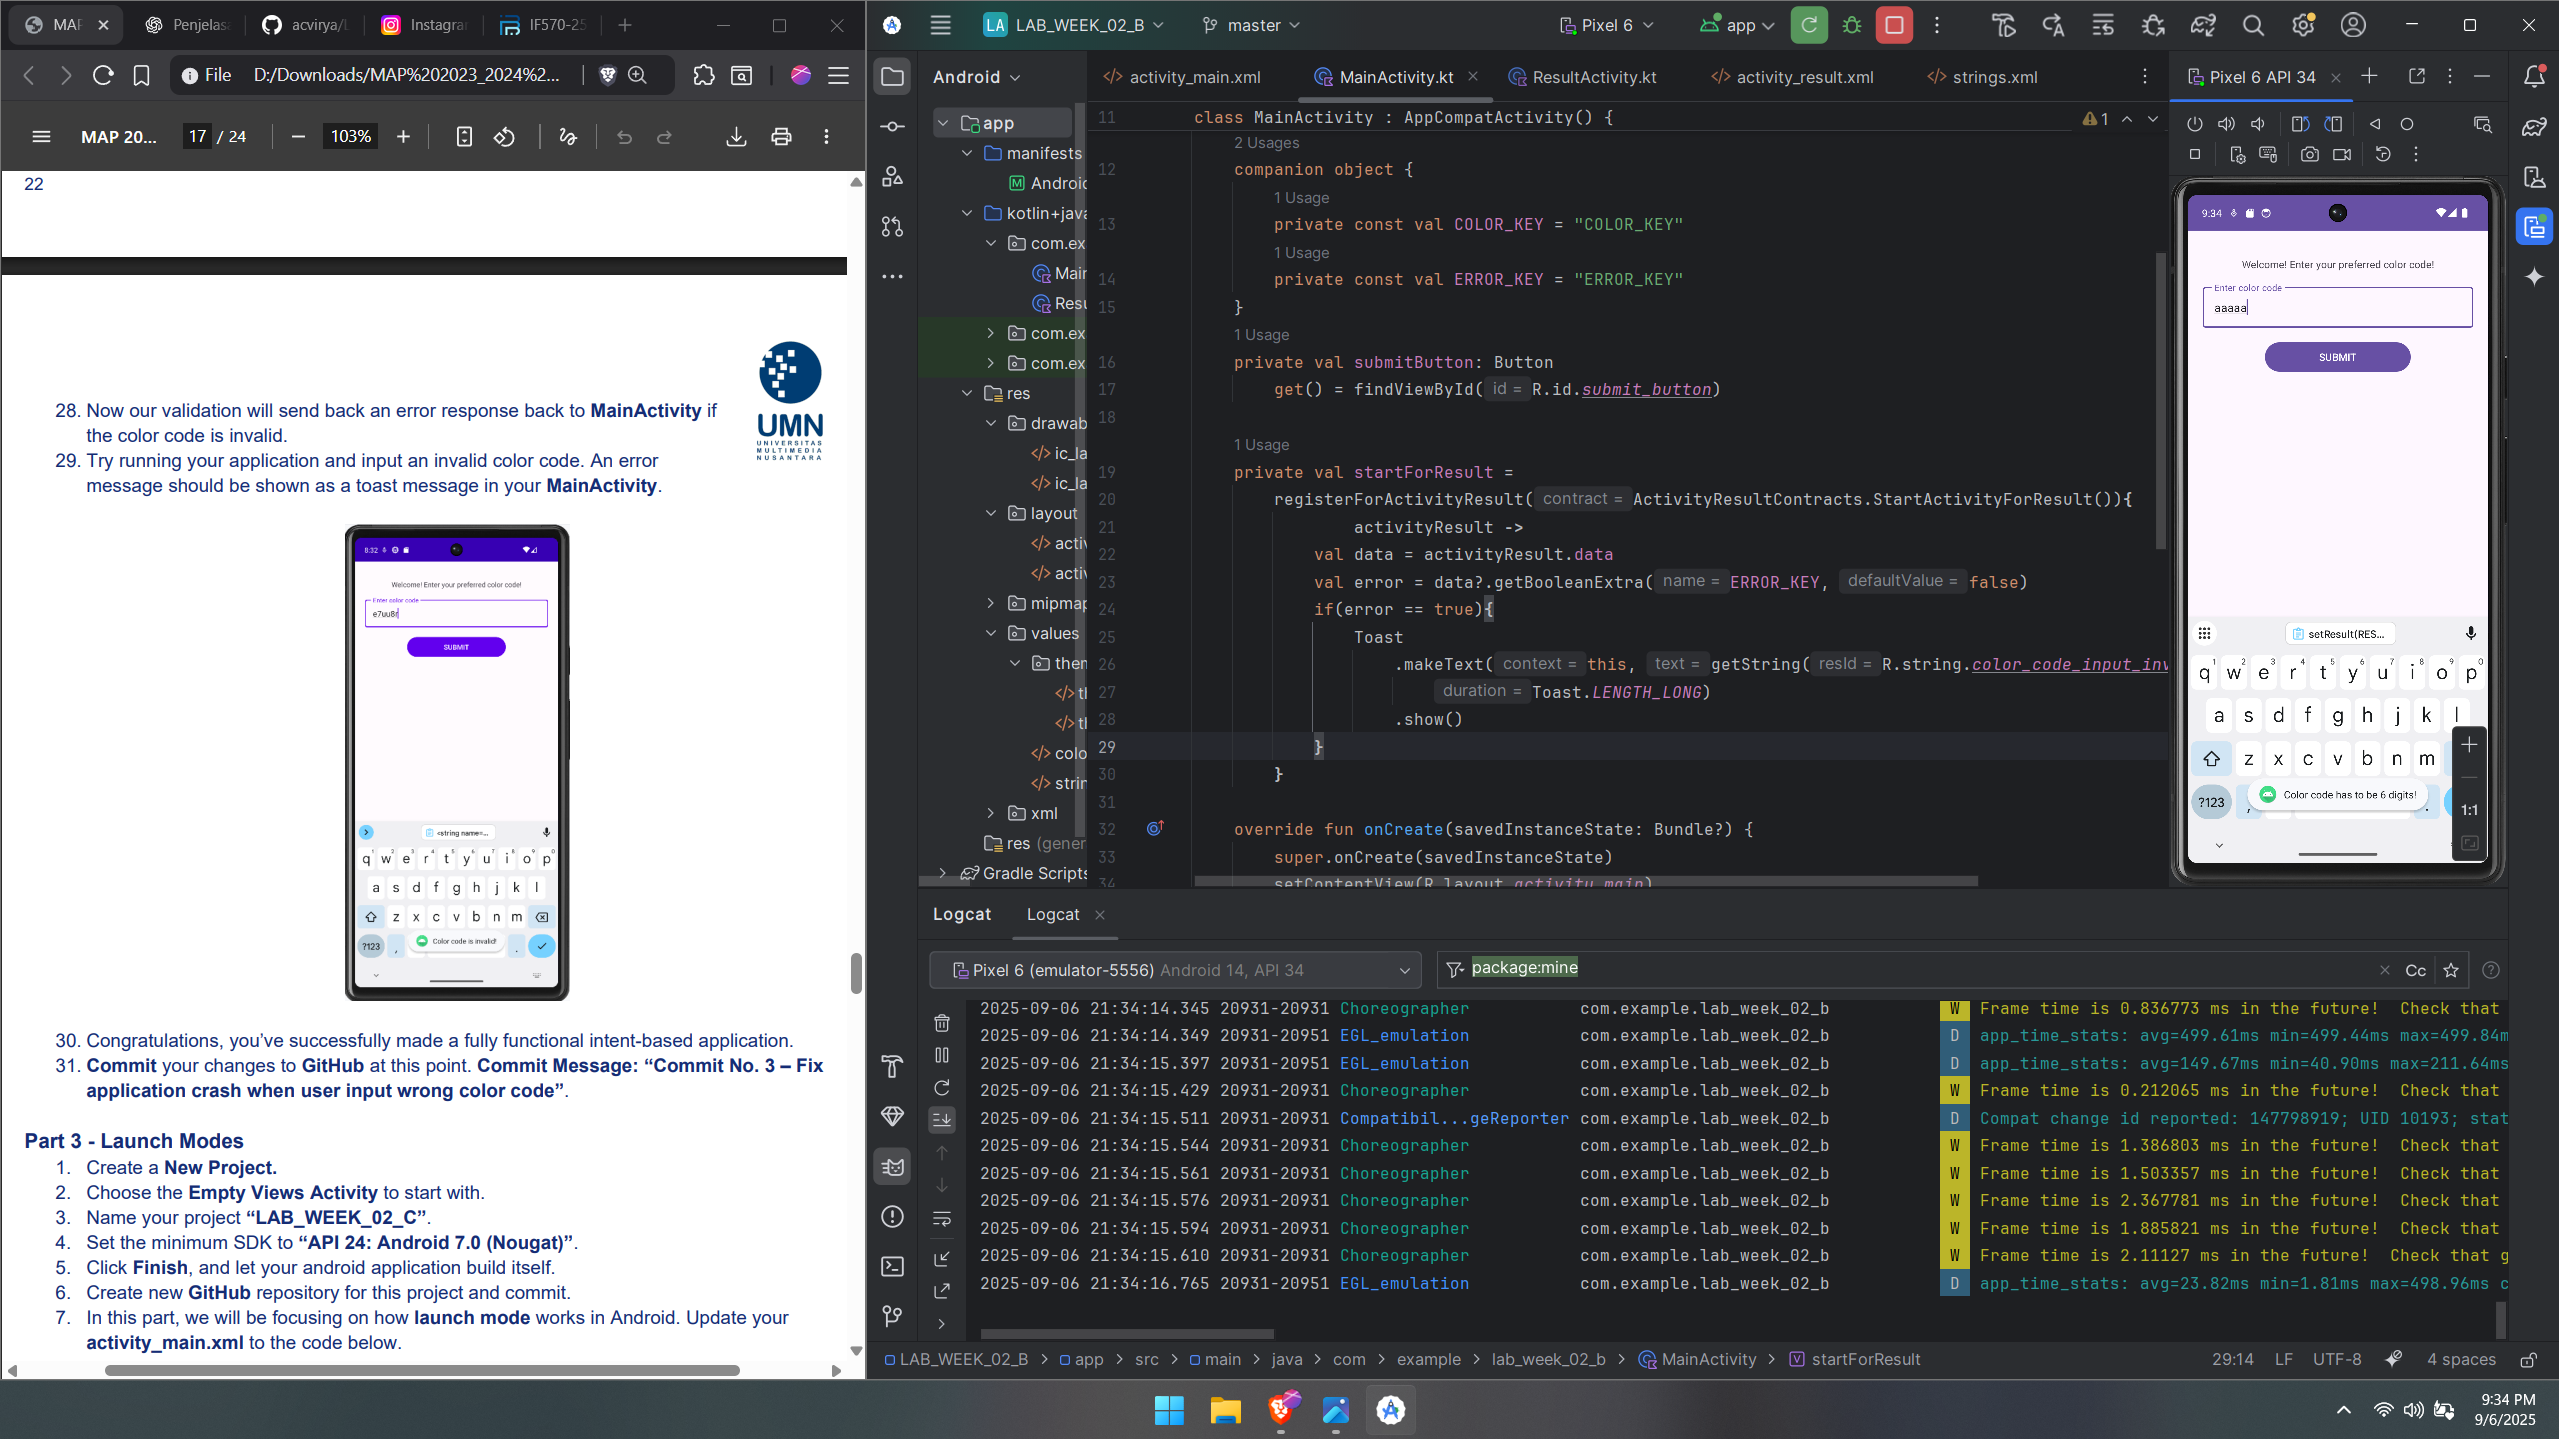 MAP
Penjelas
acvirya/L
Instagra
IF570-25
File D:/Downloads/MAP%202023_2024%2...
MAP 20...
17 / 24
103%
22
UMN
UNIVERSITAS
MULTIMEDIA
NUSANTARA
28. Now our validation will send back an error response back to MainActivity if
the color code is invalid.
29. Try running your application and input an invalid color code. An error
message should be shown as a toast message in your MainActivity.
8:32
Welcome! Enter your preferred color code!
Enter color code
e7uu8r
SUBMIT
<string name=...
q w e r t y u i o p
a s d f g h j k l
z x c v b n m
?123 ,
Color code is invalid!
.
30. Congratulations, you’ve successfully made a fully functional intent-based application.
31. Commit your changes to GitHub at this point. Commit Message: “Commit No. 3 – Fix
application crash when user input wrong color code”.
Part 3 - Launch Modes
1. Create a New Project.
2. Choose the Empty Views Activity to start with.
3. Name your project “LAB_WEEK_02_C”.
4. Set the minimum SDK to “API 24: Android 7.0 (Nougat)”.
5. Click Finish, and let your android application build itself.
6. Create new GitHub repository for this project and commit.
7. In this part, we will be focusing on how launch mode works in Android. Update your
activity_main.xml to the code below.
LA LAB_WEEK_02_B
master
Pixel 6
app
Android
app
manifests
Androi
kotlin+java
com.ex
Mair
Resu
com.ex
com.ex
res
drawab
ic_la
ic_la
layout
activ
activ
mipmap
values
them
th
th
colo
strin
xml
res (gener
Gradle Scripts
activity_main.xml
MainActivity.kt
ResultActivity.kt
activity_result.xml
strings.xml
1
11 class MainActivity : AppCompatActivity() {
2 Usages
12 companion object {
1 Usage
13 private const val COLOR_KEY = "COLOR_KEY"
1 Usage
14 private const val ERROR_KEY = "ERROR_KEY"
15 }
1 Usage
16 private val submitButton: Button
17 get() = findViewById( id = R.id.submit_button)
18
1 Usage
19 private val startForResult =
20 registerForActivityResult( contract = ActivityResultContracts.StartActivityForResult()){
21 activityResult ->
22 val data = activityResult.data
23 val error = data?.getBooleanExtra( name = ERROR_KEY, defaultValue = false)
24 if(error == true){
25 Toast
26 .makeText( context = this, text = getString( resId = R.string.color_code_input_inv
27 duration = Toast.LENGTH_LONG)
28 .show()
29 }
30 }
31
32 override fun onCreate(savedInstanceState: Bundle?) {
33 super.onCreate(savedInstanceState)
34 setContentView(R.layout.activity_main)
Pixel 6 API 34
9:34
Welcome! Enter your preferred color code!
Enter color code
aaaaa
SUBMIT
setResult(RES...
q1 w2 e3 r4 t5 y6 u7 i8 o9 p0
a s d f g h j k l
z x c v b n m
?123 ,
Color code has to be 6 digits!
.
1:1
Logcat
Logcat
Pixel 6 (emulator-5556) Android 14, API 34
package:mine
Cc
2025-09-06 21:34:14.345 20931-20931 Choreographer com.example.lab_week_02_b W Frame time is 0.836773 ms in the future! Check that
2025-09-06 21:34:14.349 20931-20951 EGL_emulation com.example.lab_week_02_b D app_time_stats: avg=499.61ms min=499.44ms max=499.84m
2025-09-06 21:34:15.397 20931-20951 EGL_emulation com.example.lab_week_02_b D app_time_stats: avg=149.67ms min=40.90ms max=211.64ms
2025-09-06 21:34:15.429 20931-20931 Choreographer com.example.lab_week_02_b W Frame time is 0.212065 ms in the future! Check that
2025-09-06 21:34:15.511 20931-20931 Compatibil...geReporter com.example.lab_week_02_b D Compat change id reported: 147798919; UID 10193; stat
2025-09-06 21:34:15.544 20931-20931 Choreographer com.example.lab_week_02_b W Frame time is 1.386803 ms in the future! Check that
2025-09-06 21:34:15.561 20931-20931 Choreographer com.example.lab_week_02_b W Frame time is 1.503357 ms in the future! Check that
2025-09-06 21:34:15.576 20931-20931 Choreographer com.example.lab_week_02_b W Frame time is 2.367781 ms in the future! Check that
2025-09-06 21:34:15.594 20931-20931 Choreographer com.example.lab_week_02_b W Frame time is 1.885821 ms in the future! Check that
2025-09-06 21:34:15.610 20931-20931 Choreographer com.example.lab_week_02_b W Frame time is 2.11127 ms in the future! Check that g
2025-09-06 21:34:16.765 20931-20951 EGL_emulation com.example.lab_week_02_b D app_time_stats: avg=23.82ms min=1.81ms max=498.96ms c
LAB_WEEK_02_B > app > src > main > java > com > example > lab_week_02_b > MainActivity > startForResult
29:14 LF UTF-8 4 spaces
9:34 PM
9/6/2025